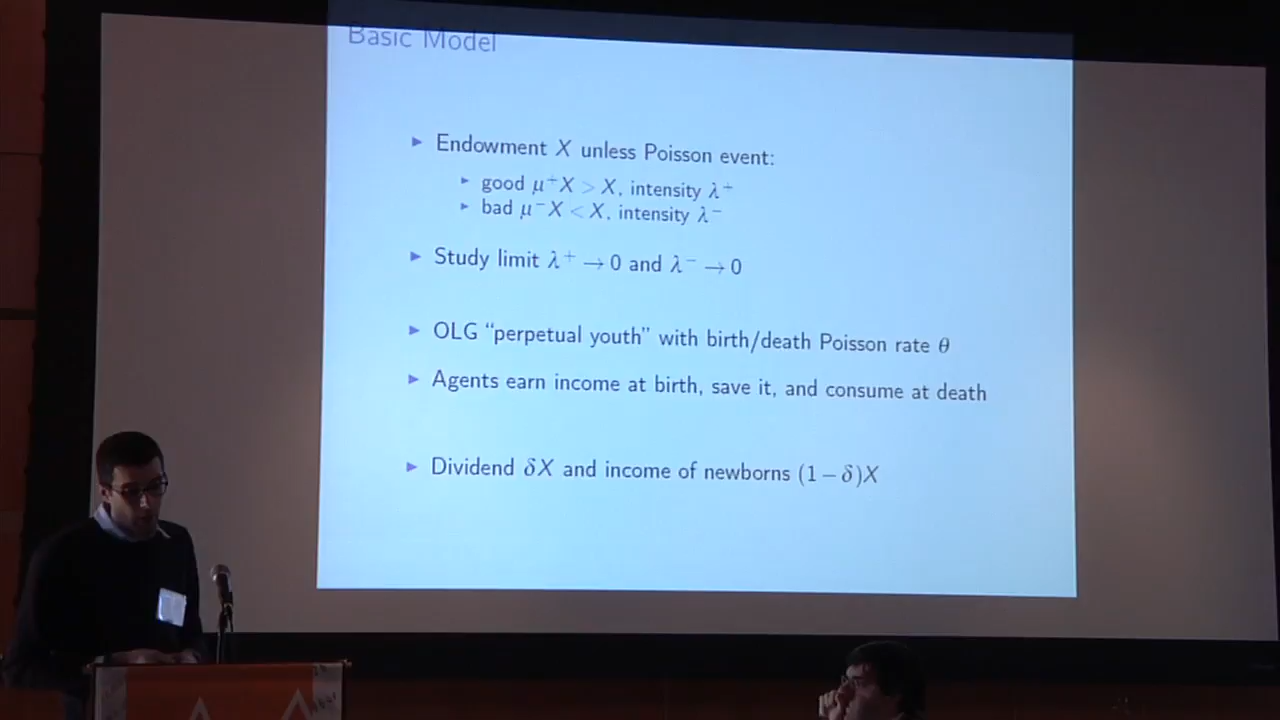 Basic Model
▶ Endowment X unless Poisson event:
▶ good μ⁺X > X, intensity λ⁺
▶ bad μ⁻X < X, intensity λ⁻
▶ Study limit λ⁺ → 0 and λ⁻ → 0
▶ OLG “perpetual youth” with birth/death Poisson rate θ
▶ Agents earn income at birth, save it, and consume at death
▶ Dividend δX and income of newborns (1 − δ)X